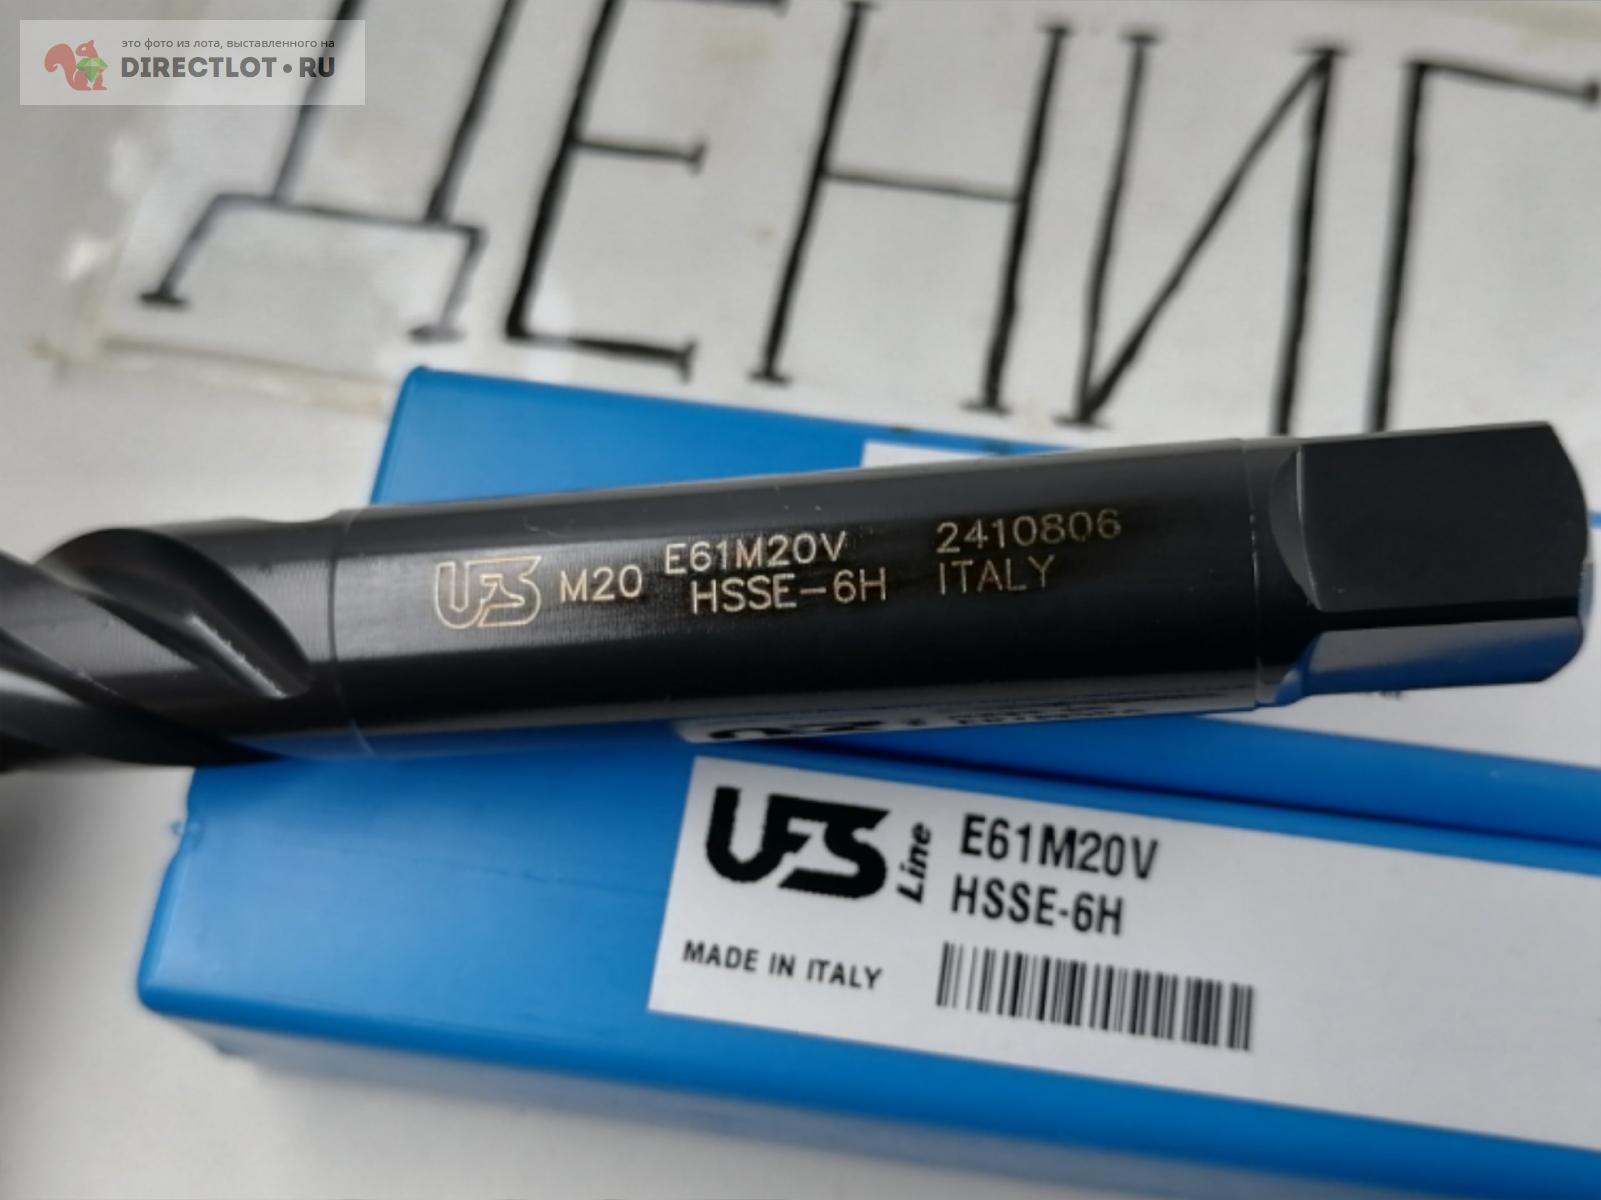 это фото из лота, выставленного на
DIRECTLOT•RU
ДЕНИГ
UFS M20 E61M20V 2410806
HSSE-6H ITALY
UFS Line E61M20V
HSSE-6H
MADE IN ITALY